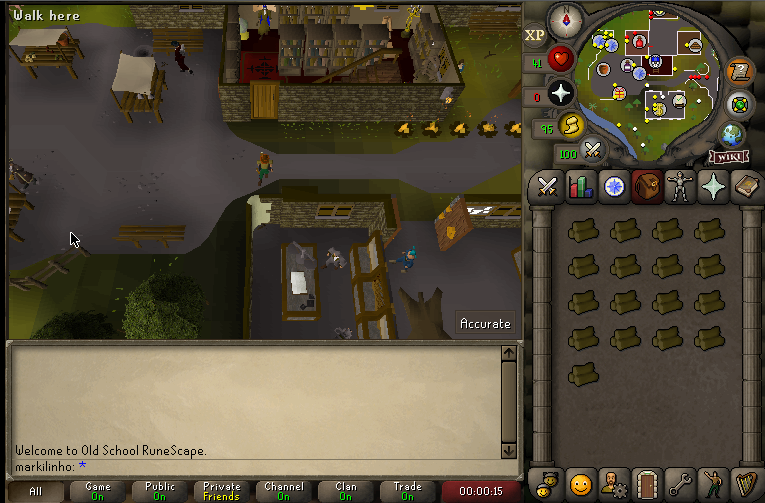 Walk here
XP
41
0
95
100
WIKI
Accurate
Welcome to Old School RuneScape.
markilinho: *
All
Game
On
Public
On
Private
Friends
Channel
On
Clan
On
Trade
On
00:00:15